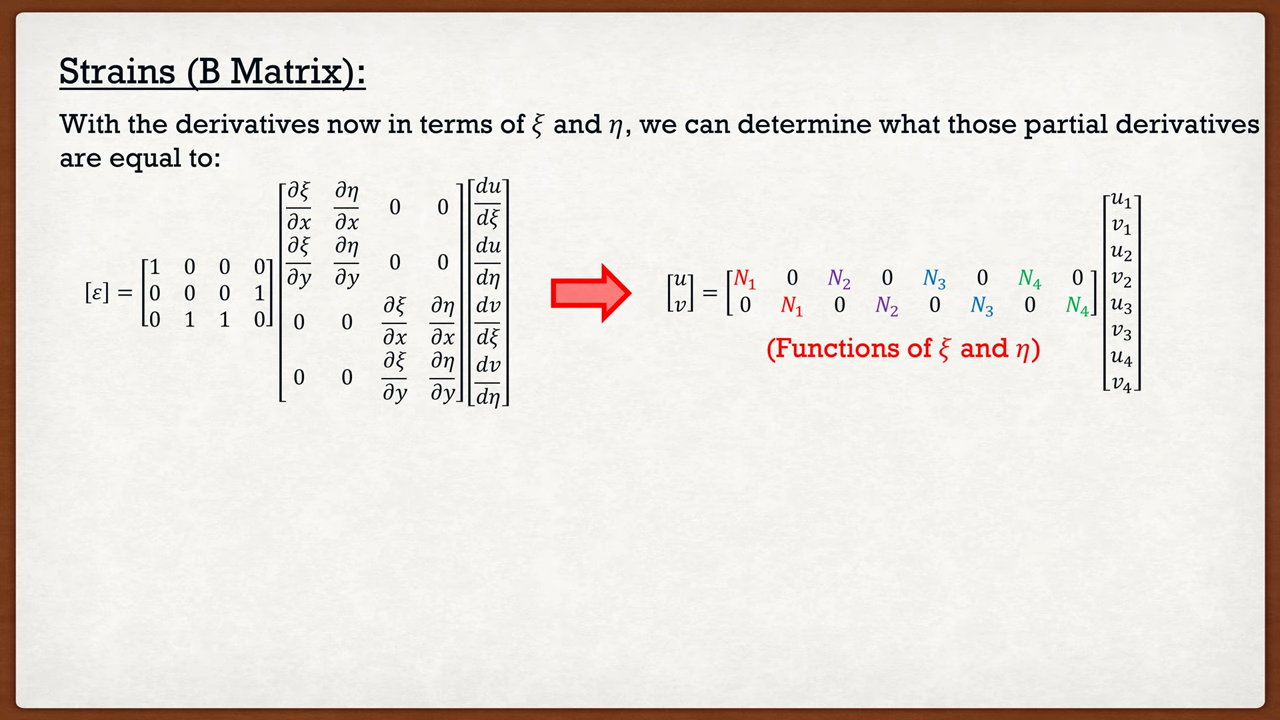 Strains (B Matrix):
With the derivatives now in terms of ξ and η, we can determine what those partial derivatives
are equal to:
[ε] = [1 0 0 0; 0 0 0 1; 0 1 1 0] [∂ξ/∂x ∂η/∂x 0 0; ∂ξ/∂y ∂η/∂y 0 0; 0 0 ∂ξ/∂x ∂η/∂x; 0 0 ∂ξ/∂y ∂η/∂y] [du/dξ; du/dη; dv/dξ; dv/dη]
[u; v] = [N₁ 0 N₂ 0 N₃ 0 N₄ 0; 0 N₁ 0 N₂ 0 N₃ 0 N₄] [u₁; v₁; u₂; v₂; u₃; v₃; u₄; v₄]
(Functions of ξ and η)